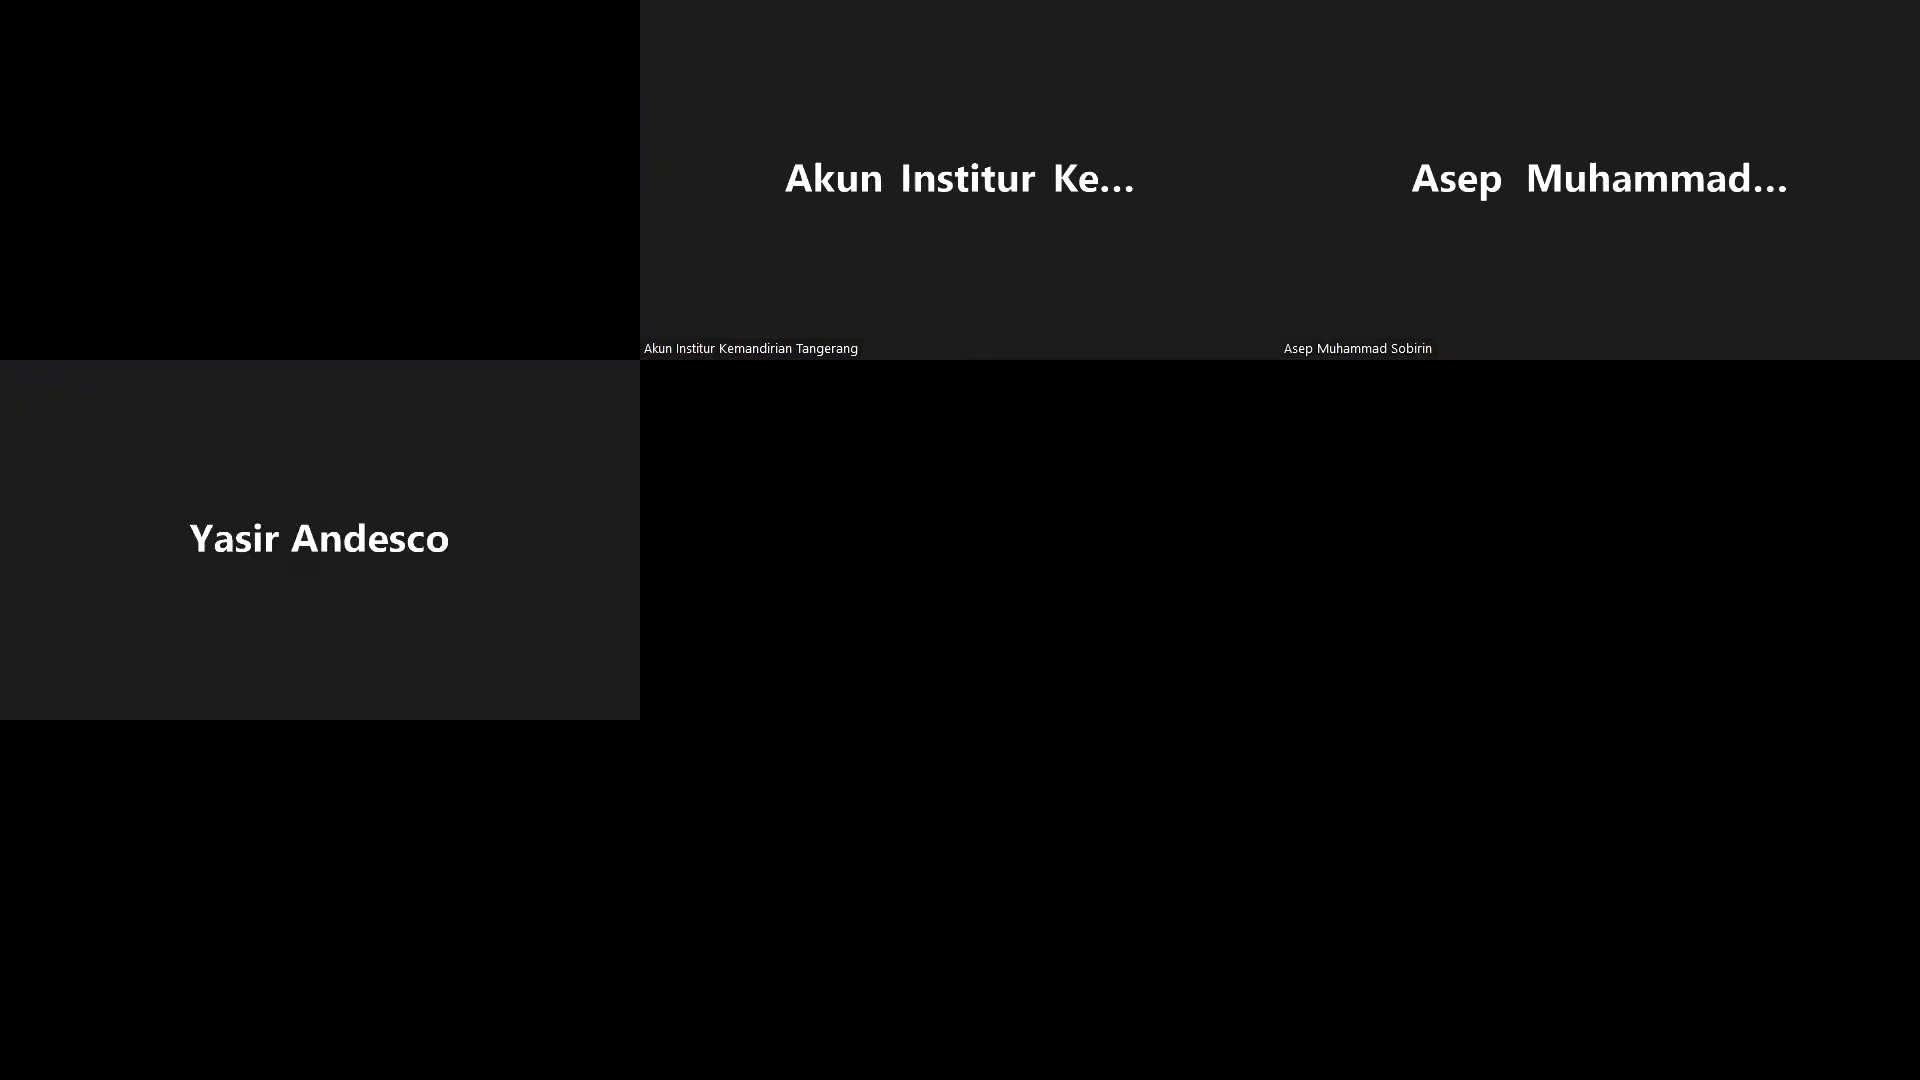 Akun Institur Ke...
Asep Muhammad...
Akun Institur Kemandirian Tangerang
Asep Muhammad Sobirin
Yasir Andesco